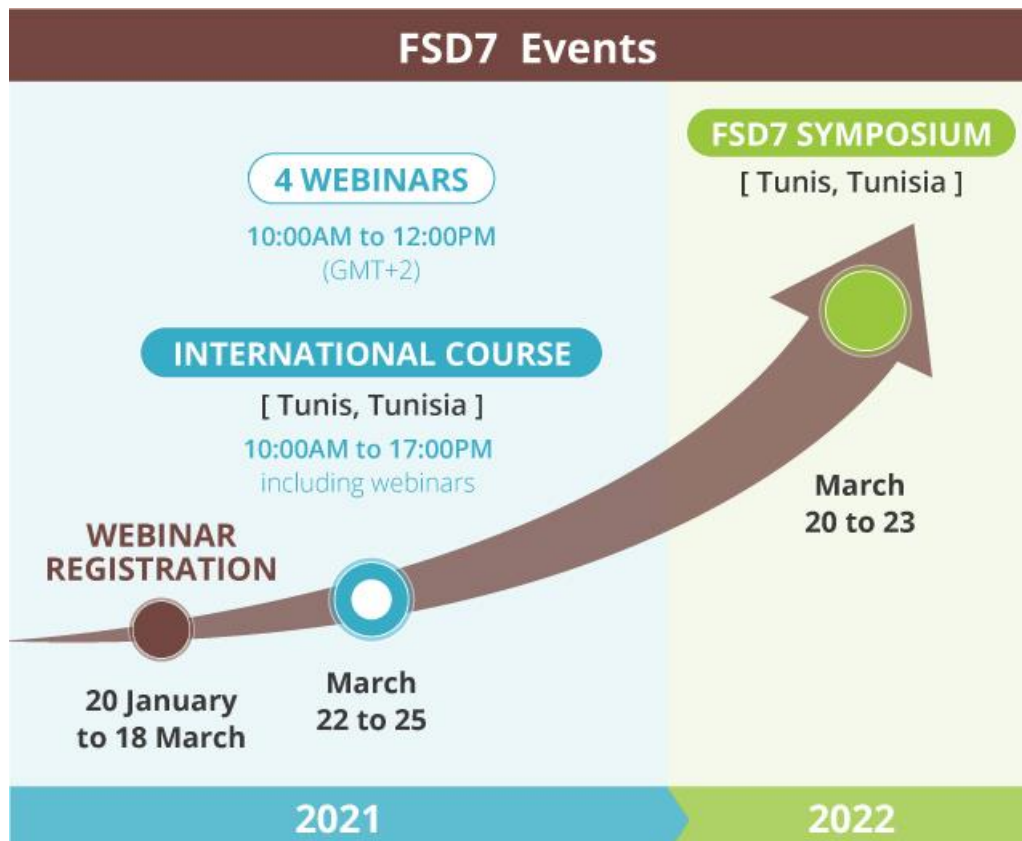 FSD7 Events
4 WEBINARS
10:00AM to 12:00PM
(GMT+2)
INTERNATIONAL COURSE
[ Tunis, Tunisia ]
10:00AM to 17:00PM
including webinars
WEBINAR
REGISTRATION
20 January
to 18 March
March
22 to 25
FSD7 SYMPOSIUM
[ Tunis, Tunisia ]
March
20 to 23
2021
2022